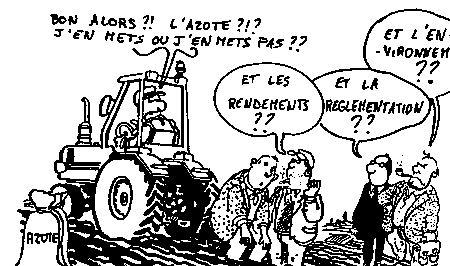 BON ALORS ?! L'AZOTE ?!?
J'EN METS OU J'EN METS PAS ??
ET LES
RENDEMENTS
??
ET LA
REGLEMENTATION
??
ET L'EN-
-VIRONNEM
??
AZOTE